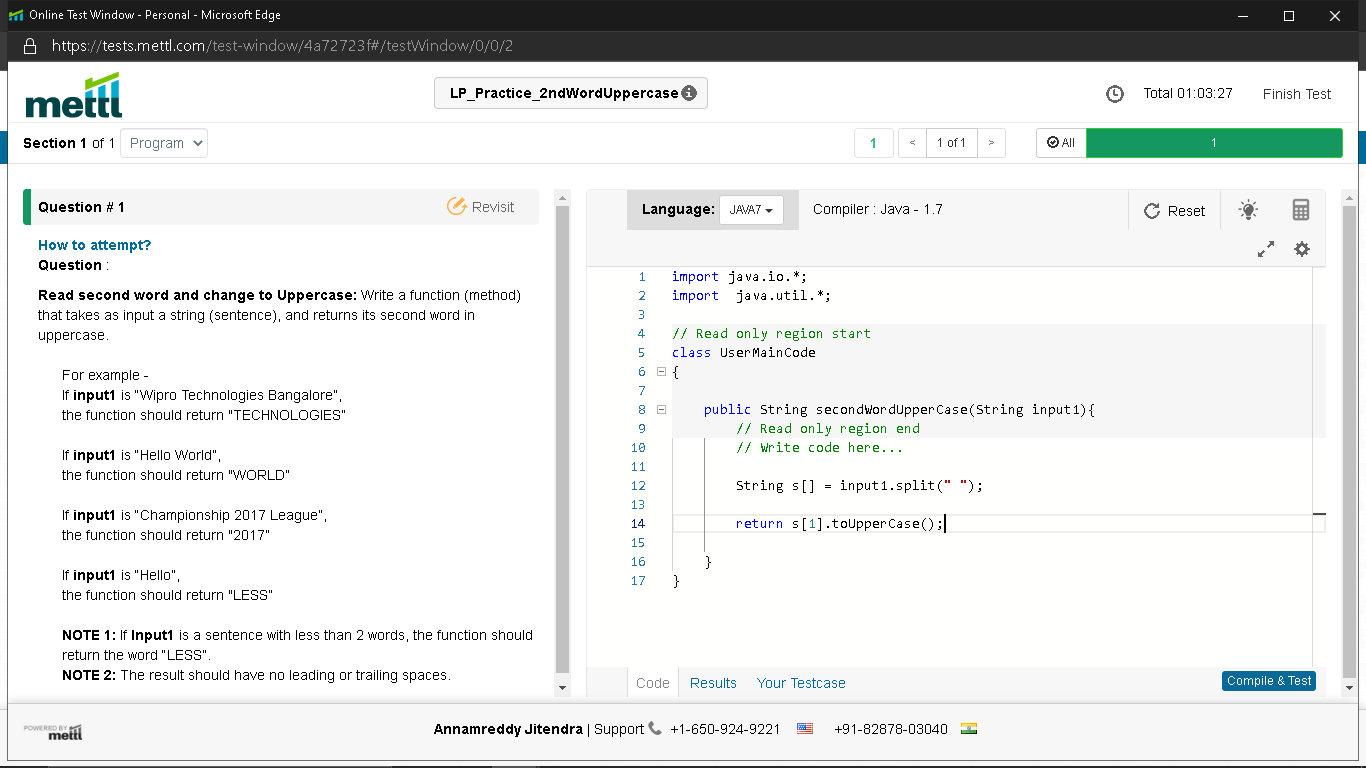 Online Test Window - Personal - Microsoft Edge
https://tests.mettl.com/test-window/4a72723f#/testWindow/0/0/2
mettl
LP_Practice_2ndWordUppercase
Total 01:03:27
Finish Test
Section 1 of 1
Program
1
<
1 of 1
>
All
1
Question # 1
Revisit
How to attempt?
Question :
Read second word and change to Uppercase: Write a function (method)
that takes as input a string (sentence), and returns its second word in
uppercase.
For example -
If input1 is "Wipro Technologies Bangalore",
the function should return "TECHNOLOGIES"
If input1 is "Hello World",
the function should return "WORLD"
If input1 is "Championship 2017 League",
the function should return "2017"
If input1 is "Hello",
the function should return "LESS"
NOTE 1: If Input1 is a sentence with less than 2 words, the function should
return the word "LESS".
NOTE 2: The result should have no leading or trailing spaces.
Language: JAVA7
Compiler : Java - 1.7
Reset
1 import java.io.*;
2 import  java.util.*;
3
4 // Read only region start
5 class UserMainCode
6 {
7
8     public String secondWordUpperCase(String input1){
9         // Read only region end
10         // Write code here...
11
12         String s[] = input1.split(" ");
13
14         return s[1].toUpperCase();
15
16     }
17 }
Code
Results
Your Testcase
Compile & Test
POWERED BY
mettl
Annamreddy Jitendra | Support +1-650-924-9221 +91-82878-03040